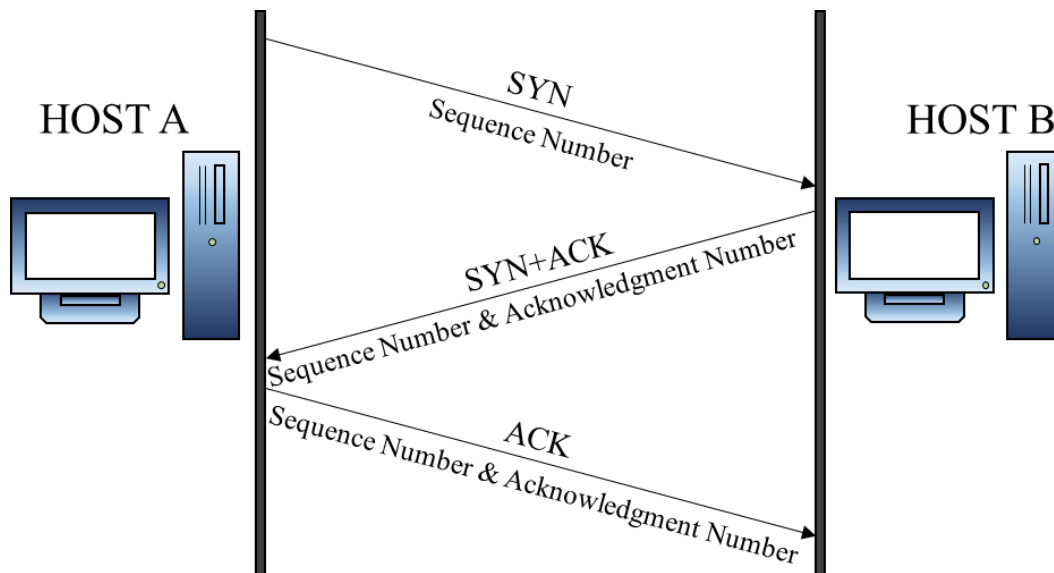 HOST A
HOST B
SYN
Sequence Number
SYN+ACK
Sequence Number & Acknowledgment Number
ACK
Sequence Number & Acknowledgment Number